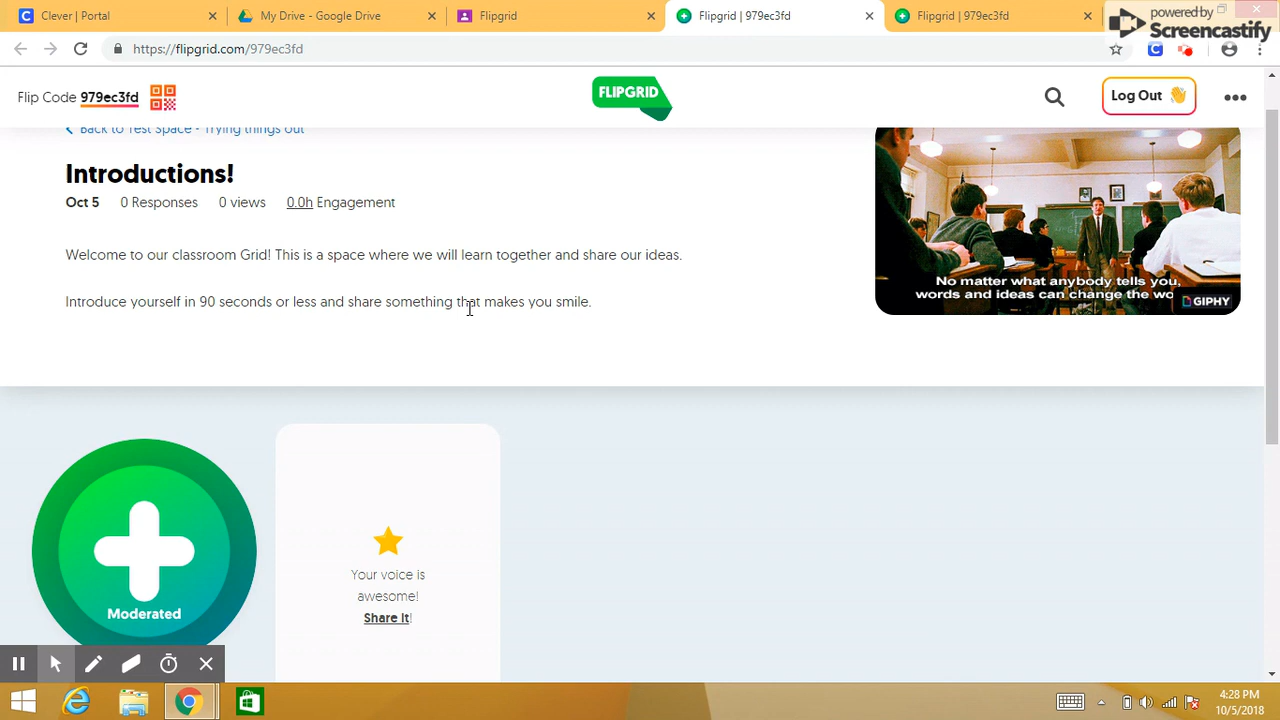 Clever | Portal
My Drive - Google Drive
Flipgrid
Flipgrid | 979ec3fd
Flipgrid | 979ec3fd
powered by
Screencastify
https://flipgrid.com/979ec3fd
Flip Code 979ec3fd
FLIPGRID
Log Out
Back to Test Space - Trying things out
Introductions!
Oct 5 0 Responses 0 views 0.0h Engagement
Welcome to our classroom Grid! This is a space where we will learn together and share our ideas.
Introduce yourself in 90 seconds or less and share something that makes you smile.
No matter what anybody tells you,
words and ideas can change the wo
GIPHY
Moderated
Your voice is
awesome!
Share It!
4:28 PM
10/5/2018